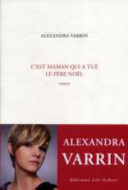 ALEXANDRA VARRIN
C'EST MAMAN QUI A TUÉ
LE PÈRE NOËL
roman
ALEXANDRA
VARRIN
Éditions Léo Scheer